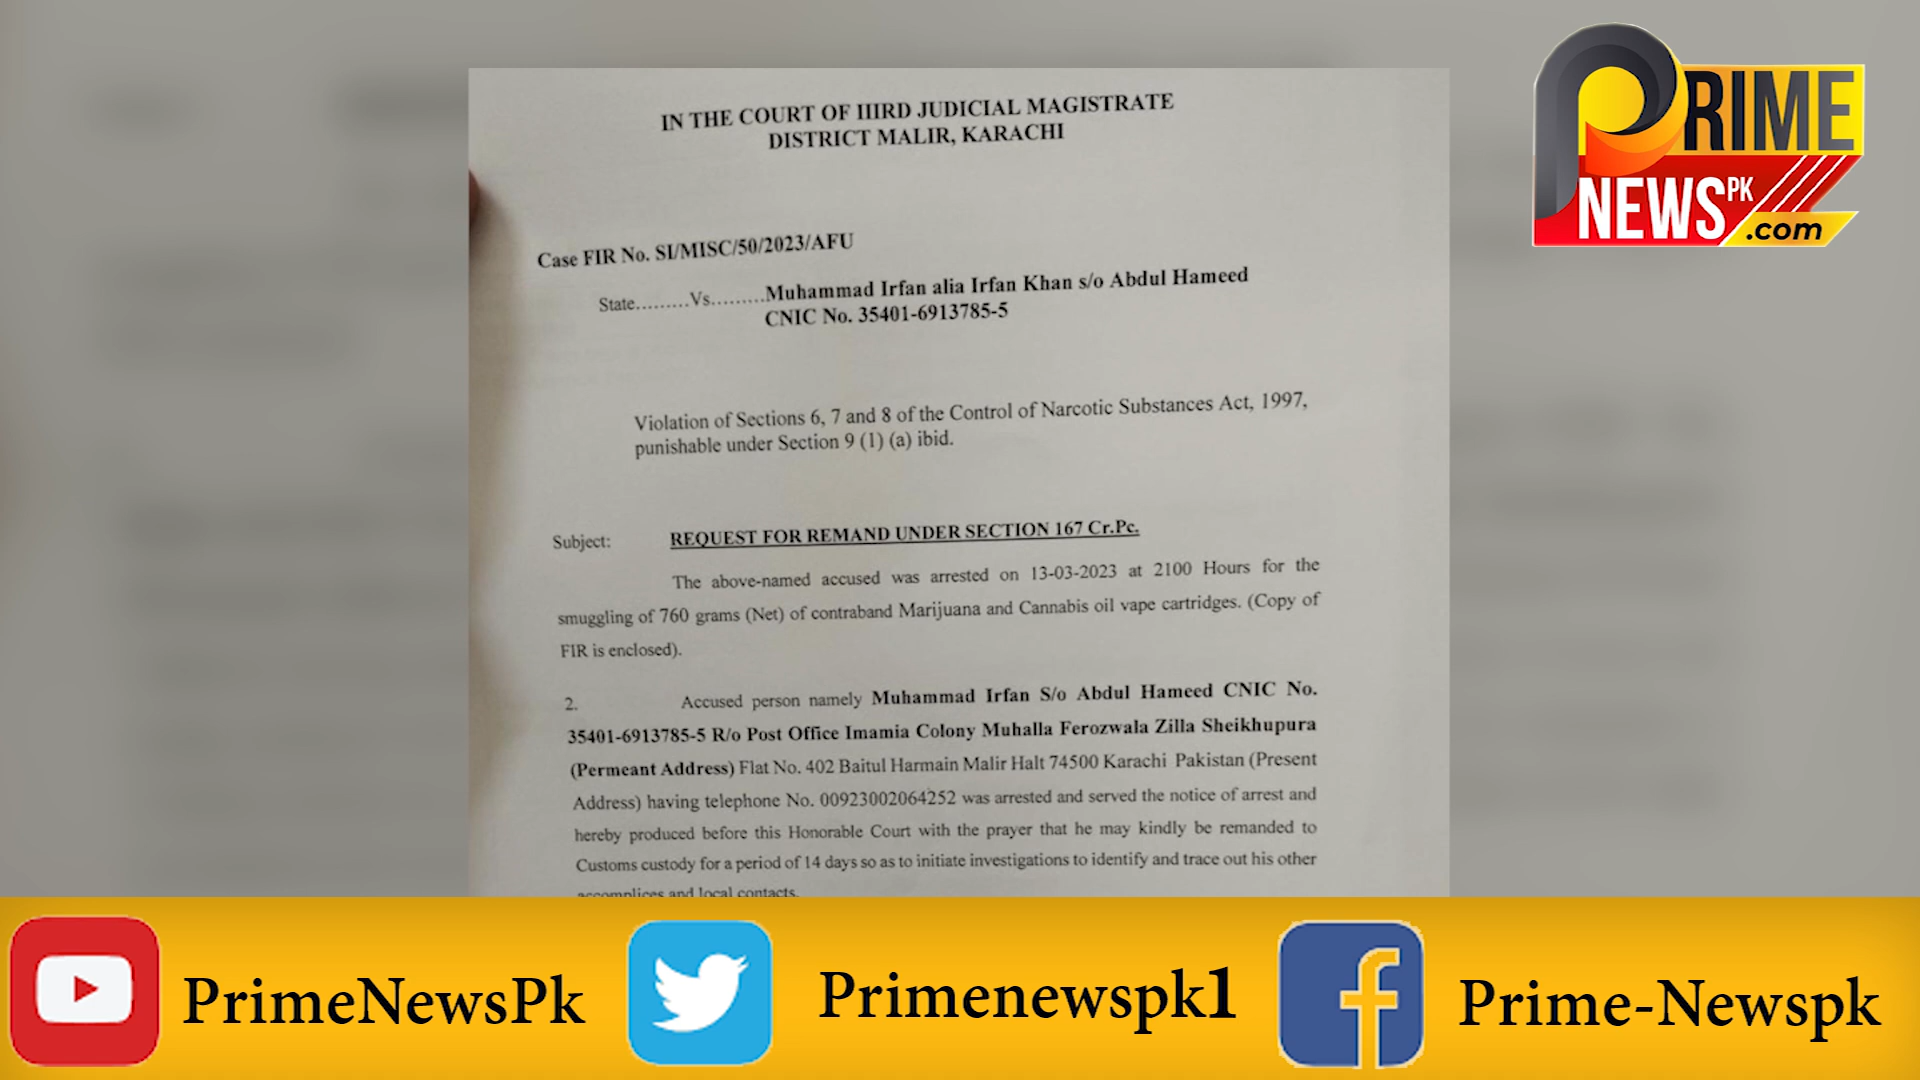 PRIME
NEWSPK
.com
IN THE COURT OF IIIRD JUDICIAL MAGISTRATE
DISTRICT MALIR, KARACHI
Case FIR No. SI/MISC/50/2023/AFU
State.........Vs.........Muhammad Irfan alia Irfan Khan s/o Abdul Hameed
CNIC No. 35401-6913785-5
Violation of Sections 6, 7 and 8 of the Control of Narcotic Substances Act, 1997,
punishable under Section 9 (1) (a) ibid.
Subject: REQUEST FOR REMAND UNDER SECTION 167 Cr.Pc.
The above-named accused was arrested on 13-03-2023 at 2100 Hours for the
smuggling of 760 grams (Net) of contraband Marijuana and Cannabis oil vape cartridges. (Copy of
FIR is enclosed).
2. Accused person namely Muhammad Irfan S/o Abdul Hameed CNIC No.
35401-6913785-5 R/o Post Office Imamia Colony Muhalla Ferozwala Zilla Sheikhupura
(Permeant Address) Flat No. 402 Baitul Harmain Malir Halt 74500 Karachi Pakistan (Present
Address) having telephone No. 00923002064252 was arrested and served the notice of arrest and
hereby produced before this Honorable Court with the prayer that he may kindly be remanded to
Customs custody for a period of 14 days so as to initiate investigations to identify and trace out his other
accomplices and local contacts.
PrimeNewsPk
Primenewspk1
Prime-Newspk